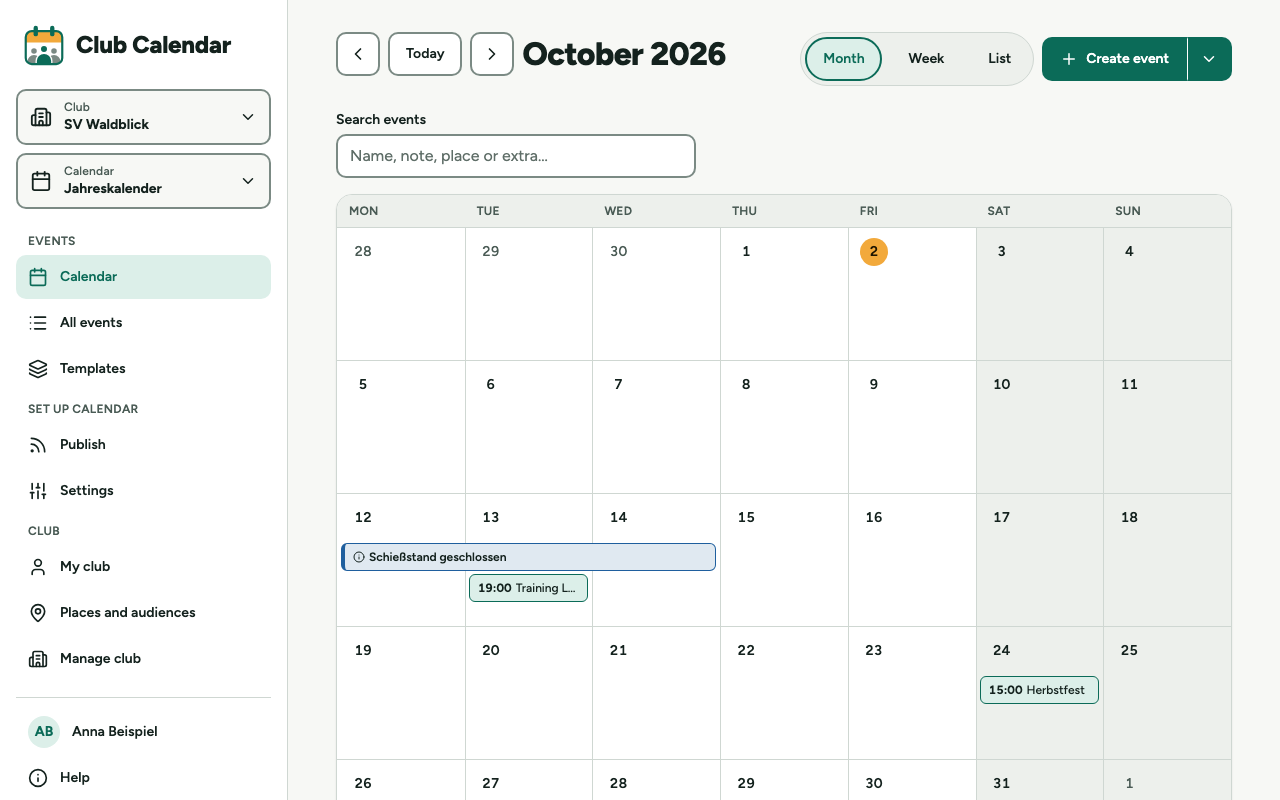 Club Calendar
Club
SV Waldblick
Calendar
Jahreskalender
EVENTS
Calendar
All events
Templates
SET UP CALENDAR
Publish
Settings
CLUB
My club
Places and audiences
Manage club
AB Anna Beispiel
Help
Today October 2026 Month Week List Create event
Search events
Name, note, place or extra...
MON TUE WED THU FRI SAT SUN
28 29 30 1 2 3 4
5 6 7 8 9 10 11
12 13 14 15 16 17 18
Schießstand geschlossen
19:00 Training L...
19 20 21 22 23 24 25
15:00 Herbstfest
26 27 28 29 30 31 1